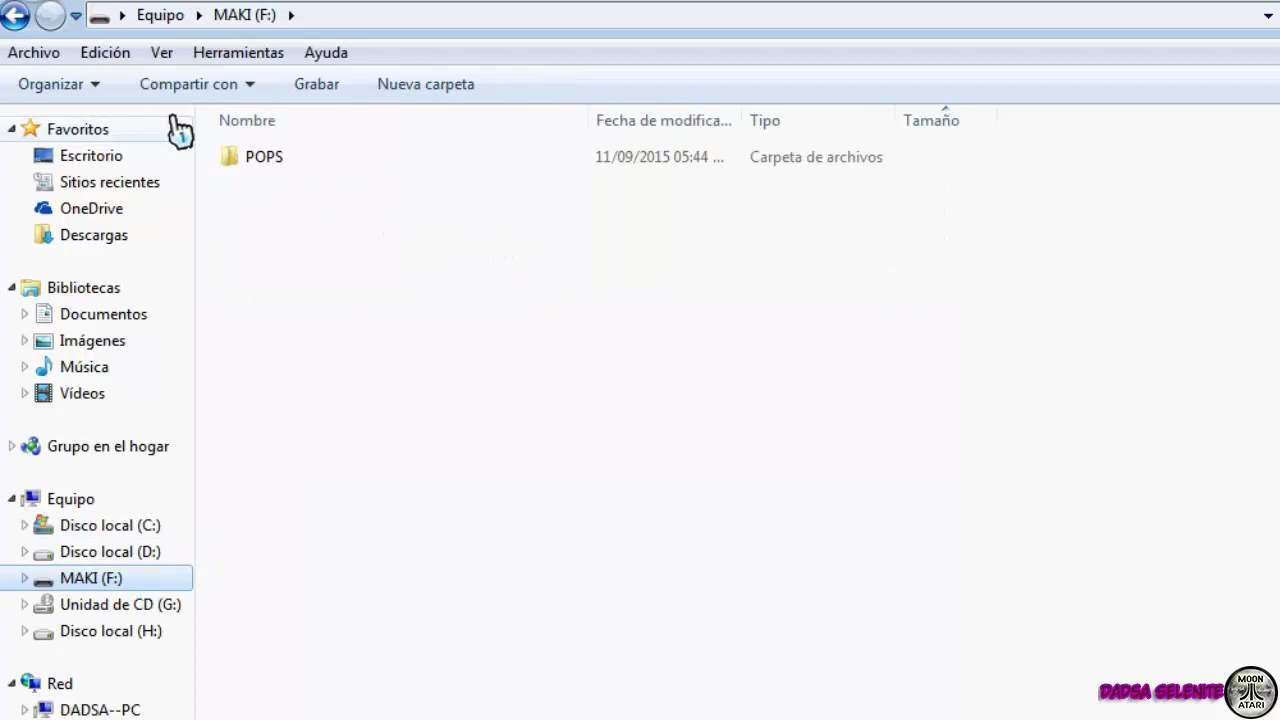 Equipo MAKI (F:)
Archivo Edición Ver Herramientas Ayuda
Organizar Compartir con Grabar Nueva carpeta
Nombre Fecha de modifica... Tipo Tamaño
POPS 11/09/2015 05:44 ... Carpeta de archivos
Favoritos
Escritorio
Sitios recientes
OneDrive
Descargas
Bibliotecas
Documentos
Imágenes
Música
Vídeos
Grupo en el hogar
Equipo
Disco local (C:)
Disco local (D:)
MAKI (F:)
Unidad de CD (G:)
Disco local (H:)
Red
DADSA--PC
DADSA SELENITE
MOON
ATARI